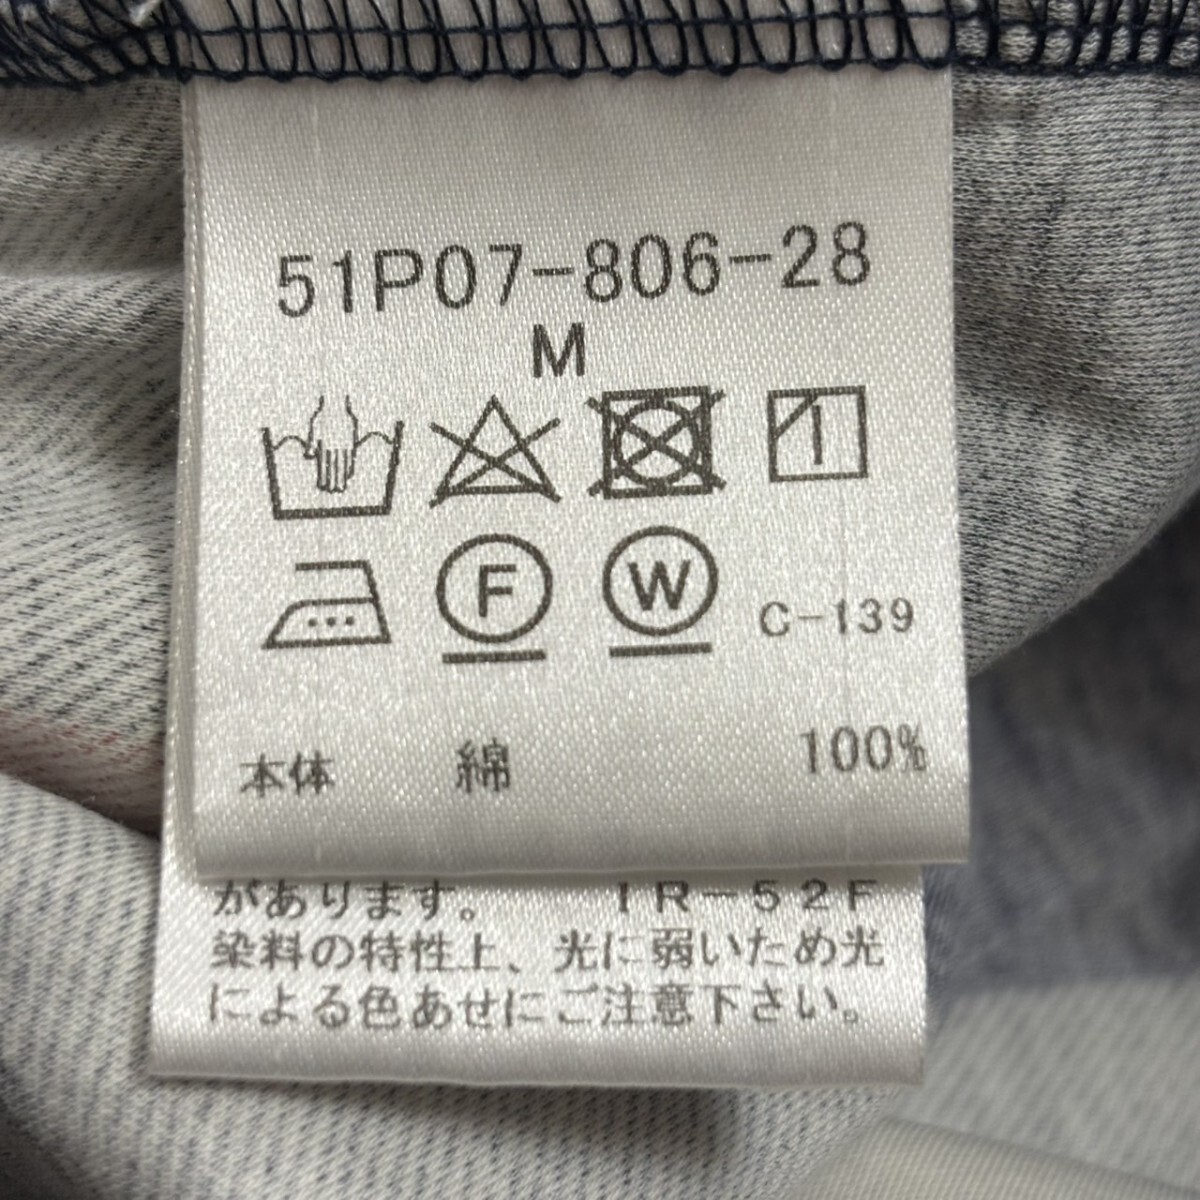 51P07-806-28
M
F W C-139
本体 綿 100%
があります。 IR-52F
染料の特性上、光に弱いため光
による色あせにご注意下さい。